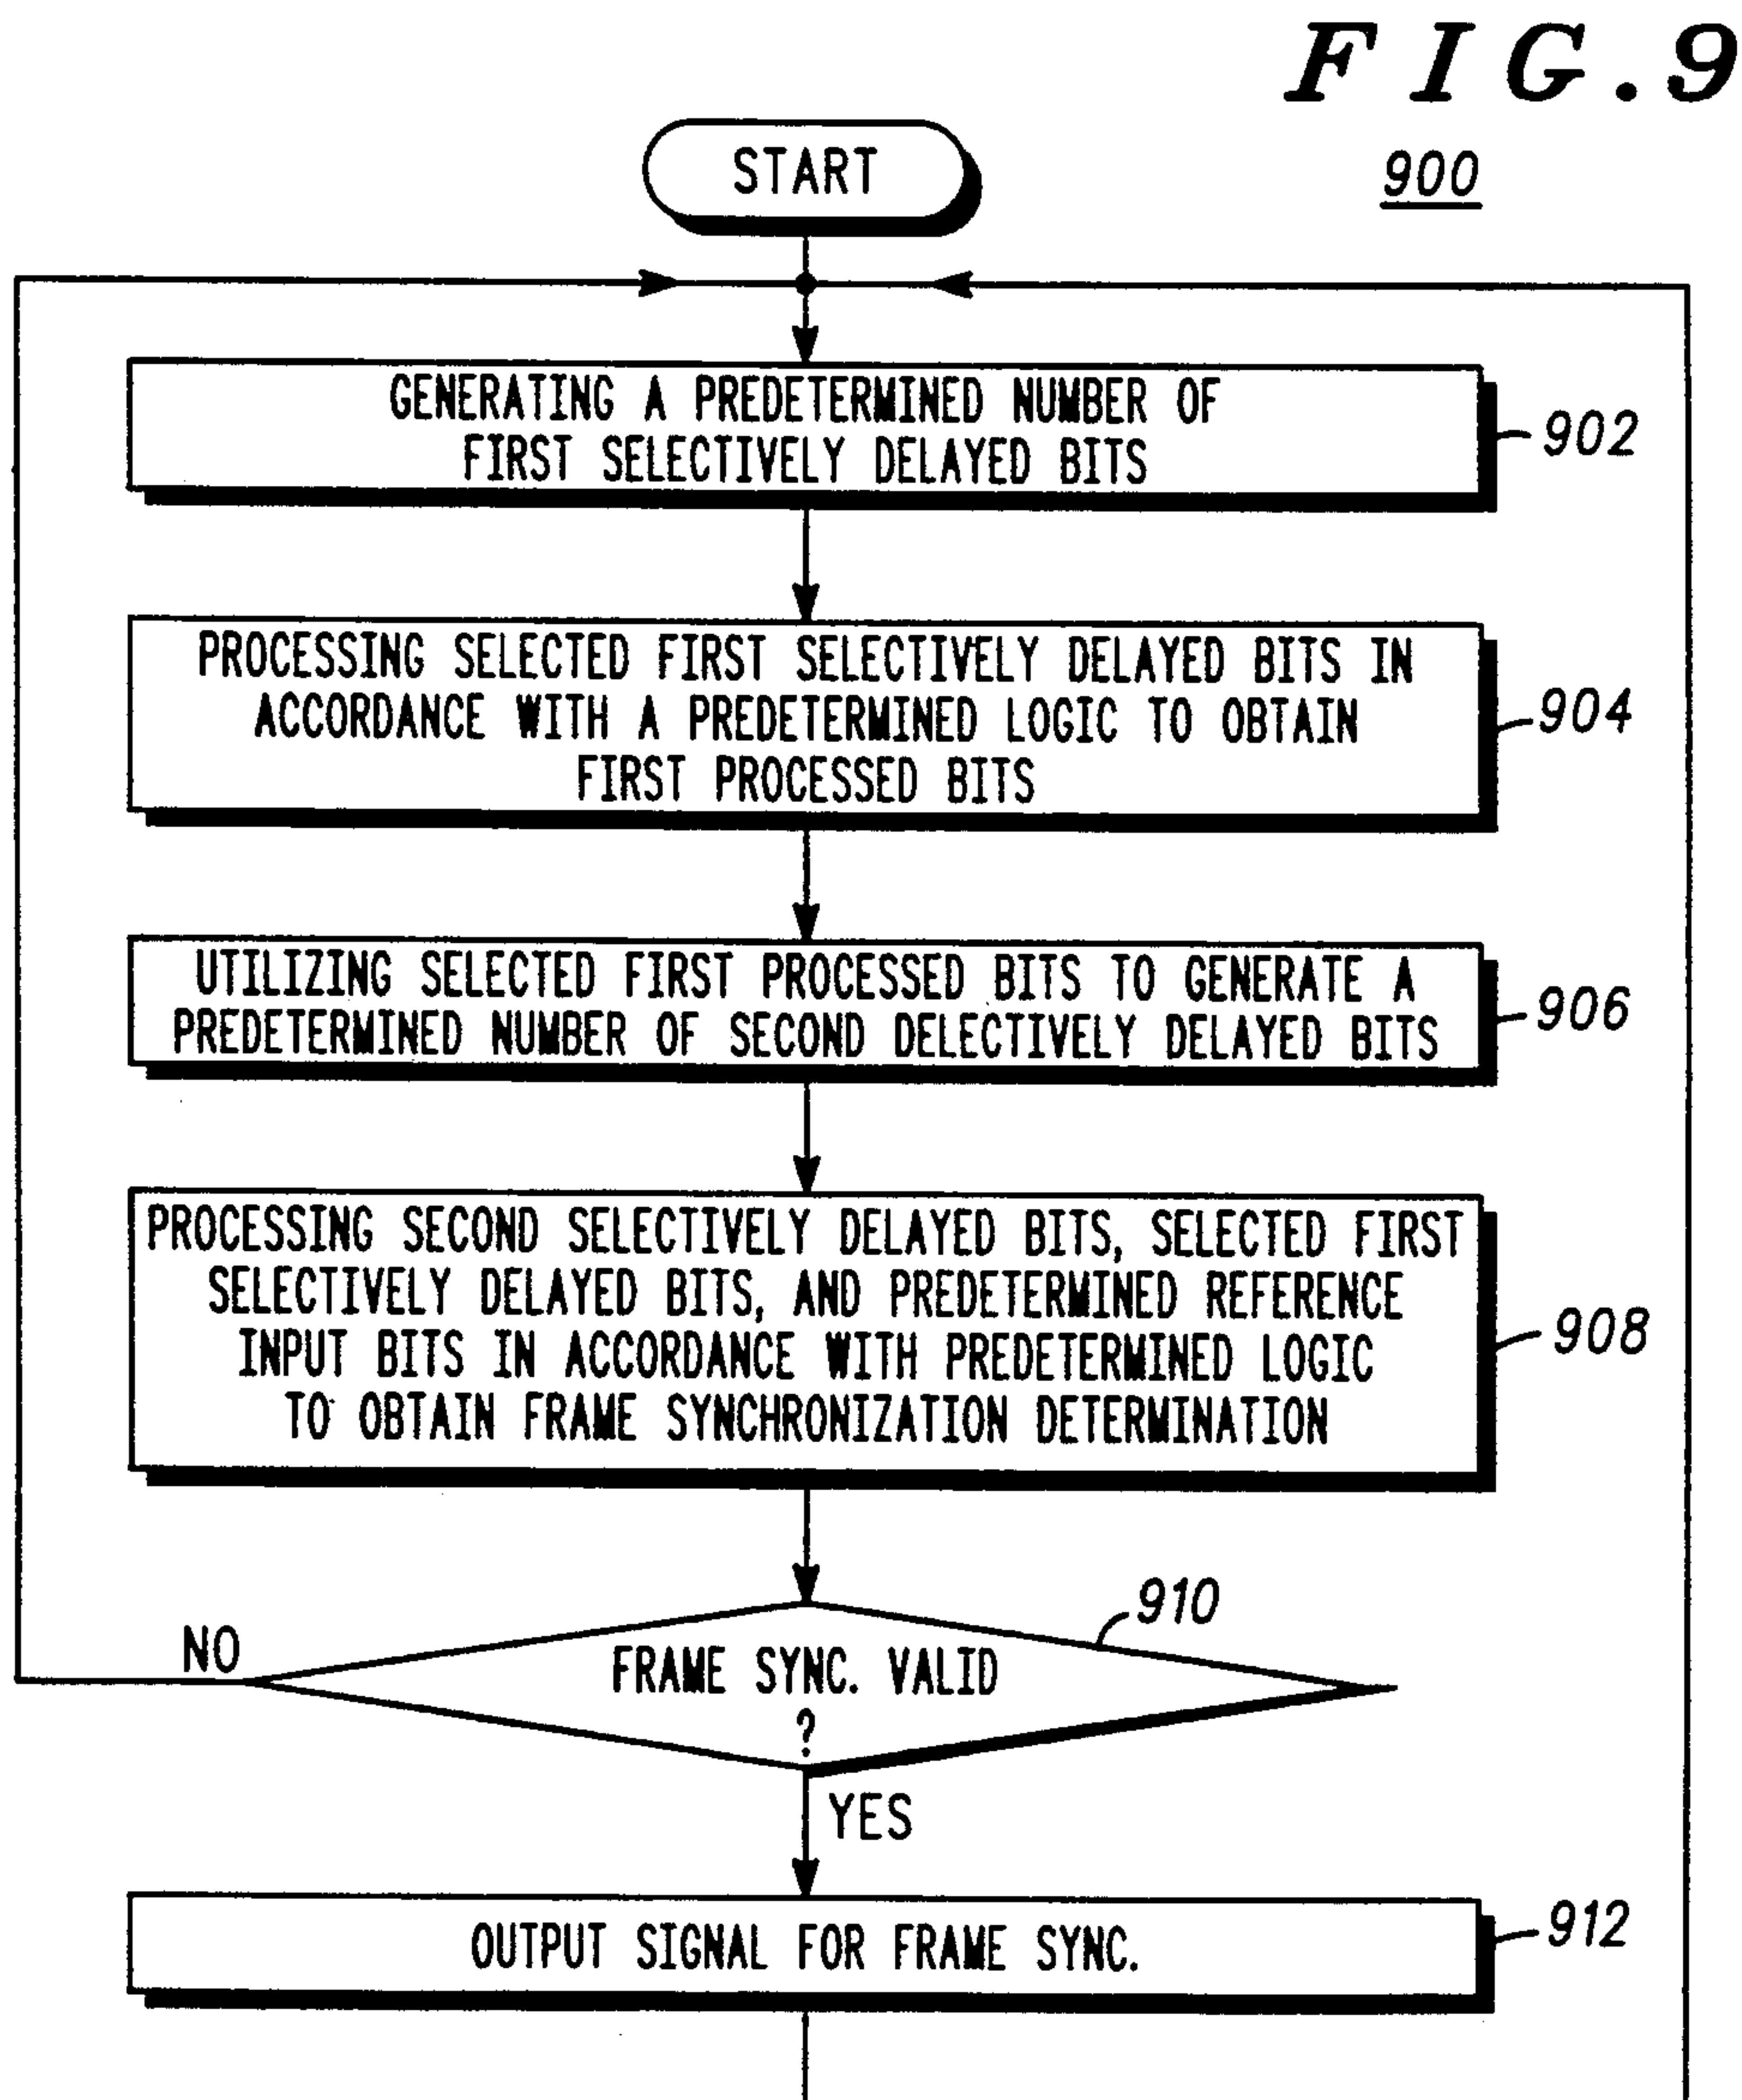 FIG.9
START
900
GENERATING A PREDETERMINED NUMBER OF
FIRST SELECTIVELY DELAYED BITS
902
PROCESSING SELECTED FIRST SELECTIVELY DELAYED BITS IN
ACCORDANCE WITH A PREDETERMINED LOGIC TO OBTAIN
FIRST PROCESSED BITS
904
UTILIZING SELECTED FIRST PROCESSED BITS TO GENERATE A
PREDETERMINED NUMBER OF SECOND DELECTIVELY DELAYED BITS
906
PROCESSING SECOND SELECTIVELY DELAYED BITS, SELECTED FIRST
SELECTIVELY DELAYED BITS, AND PREDETERMINED REFERENCE
INPUT BITS IN ACCORDANCE WITH PREDETERMINED LOGIC
TO OBTAIN FRAME SYNCHRONIZATION DETERMINATION
908
910
NO
FRAME SYNC. VALID
?
YES
OUTPUT SIGNAL FOR FRAME SYNC.
912